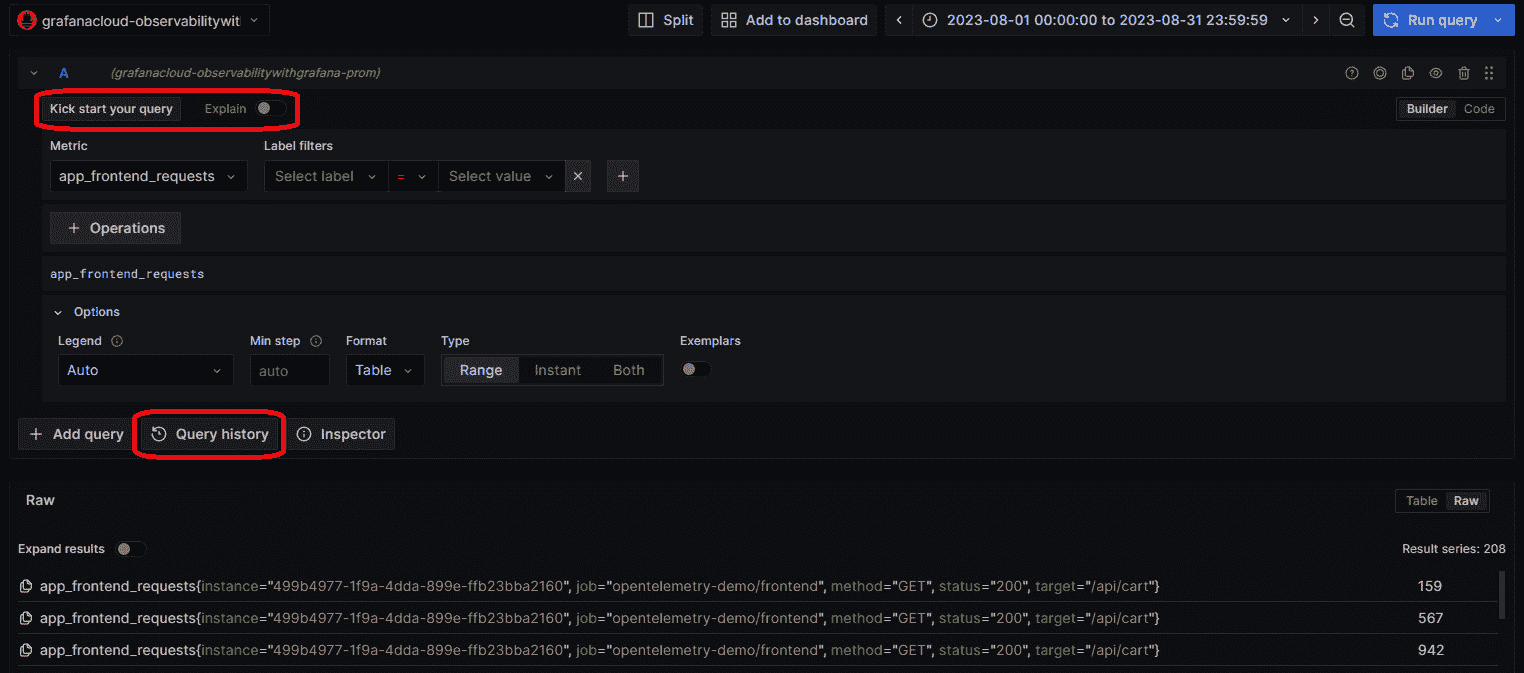 grafanacloud-observabilitywit Split Add to dashboard 2023-08-01 00:00:00 to 2023-08-31 23:59:59 Run query
A (grafanacloud-observabilitywithgrafana-prom)
Kick start your query Explain Builder Code
Metric Label filters
app_frontend_requests Select label = Select value × +
+ Operations
app_frontend_requests
Options
Legend Min step Format Type Exemplars
Auto auto Table Range Instant Both
+ Add query Query history Inspector
Raw Table Raw
Expand results Result series: 208
app_frontend_requests{instance="499b4977-1f9a-4dda-899e-ffb23bba2160", job="opentelemetry-demo/frontend", method="GET", status="200", target="/api/cart"} 159
app_frontend_requests{instance="499b4977-1f9a-4dda-899e-ffb23bba2160", job="opentelemetry-demo/frontend", method="GET", status="200", target="/api/cart"} 567
app_frontend_requests{instance="499b4977-1f9a-4dda-899e-ffb23bba2160", job="opentelemetry-demo/frontend", method="GET", status="200", target="/api/cart"} 942